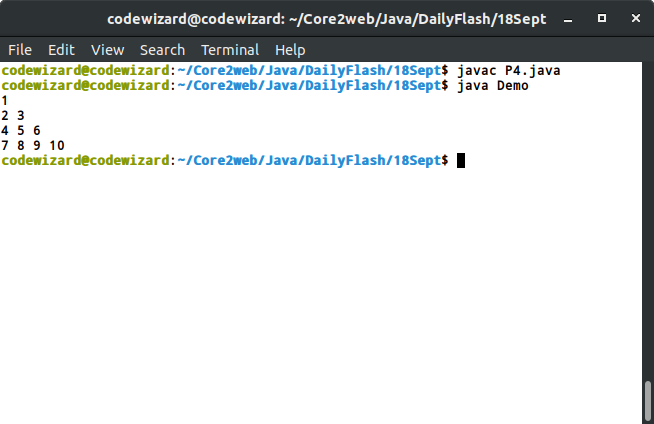 codewizard@codewizard: ~/Core2web/Java/DailyFlash/18Sept
File Edit View Search Terminal Help
codewizard@codewizard:~/Core2web/Java/DailyFlash/18Sept$ javac P4.java
codewizard@codewizard:~/Core2web/Java/DailyFlash/18Sept$ java Demo
1
2 3
4 5 6
7 8 9 10
codewizard@codewizard:~/Core2web/Java/DailyFlash/18Sept$